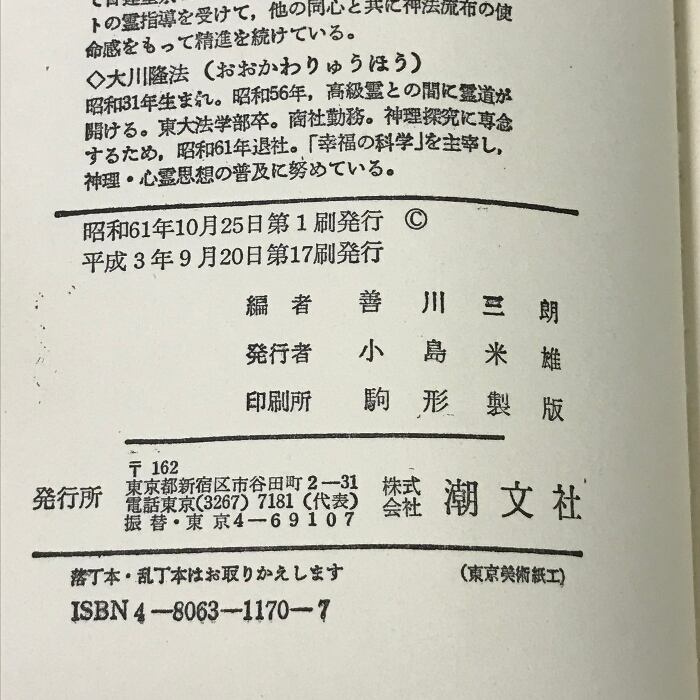 トの霊指導を受けて，他の同心と共に神法流布の使
命感をもって精進を続けている。
◇大川隆法（おおかわりゅうほう）
昭和31年生まれ。昭和56年，高級霊との間に霊道が
開ける。東大法学部卒。商社勤務。神理探究に専念
するため，昭和61年退社。「幸福の科学」を主宰し，
神理・心霊思想の普及に努めている。
昭和61年10月25日第1刷発行 ©
平成3年9月20日第17刷発行
編者 善川三朗
発行者 小島米雄
印刷所 駒形製版
発行所
〒162
東京都新宿区市谷田町2—31
電話東京(3267) 7181（代表）
振替・東京4—69107
株式会社 潮文社
落丁本・乱丁本はお取りかえします （東京美術紙工）
ISBN4—8063—1170—7